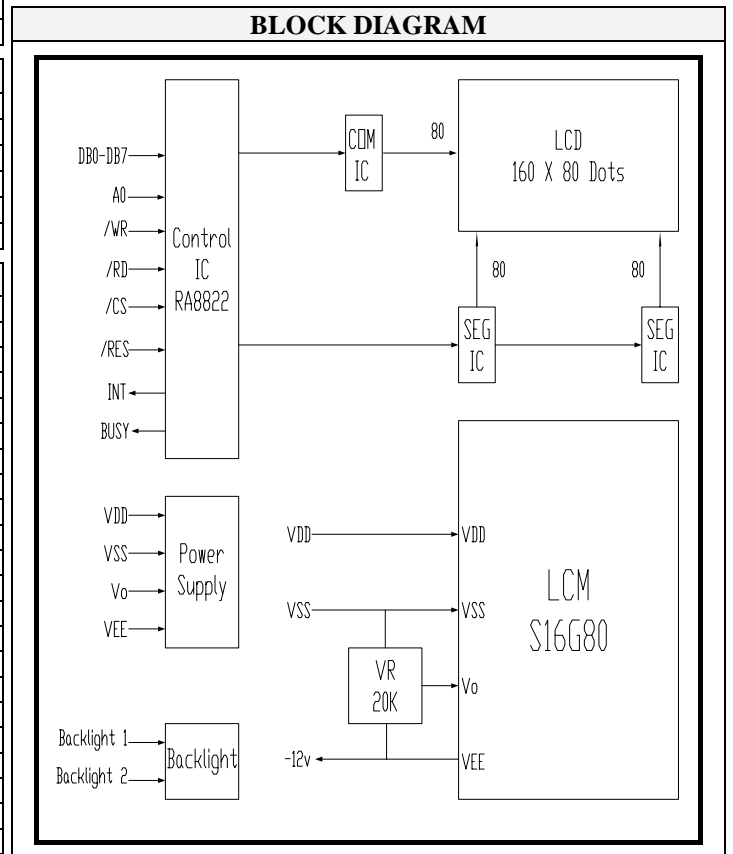 BLOCK DIAGRAM
DB0-DB7
A0
/WR
/RD
/CS
/RES
INT
BUSY
Control
IC
RA8822
COM
IC
80
LCD
160 X 80 Dots
80
80
SEG
IC
SEG
IC
VDD
VSS
Vo
VEE
Power
Supply
VDD
VSS
VR
20K
-12v
VDD
VSS
Vo
VEE
LCM
S16G80
Backlight 1
Backlight 2
Backlight